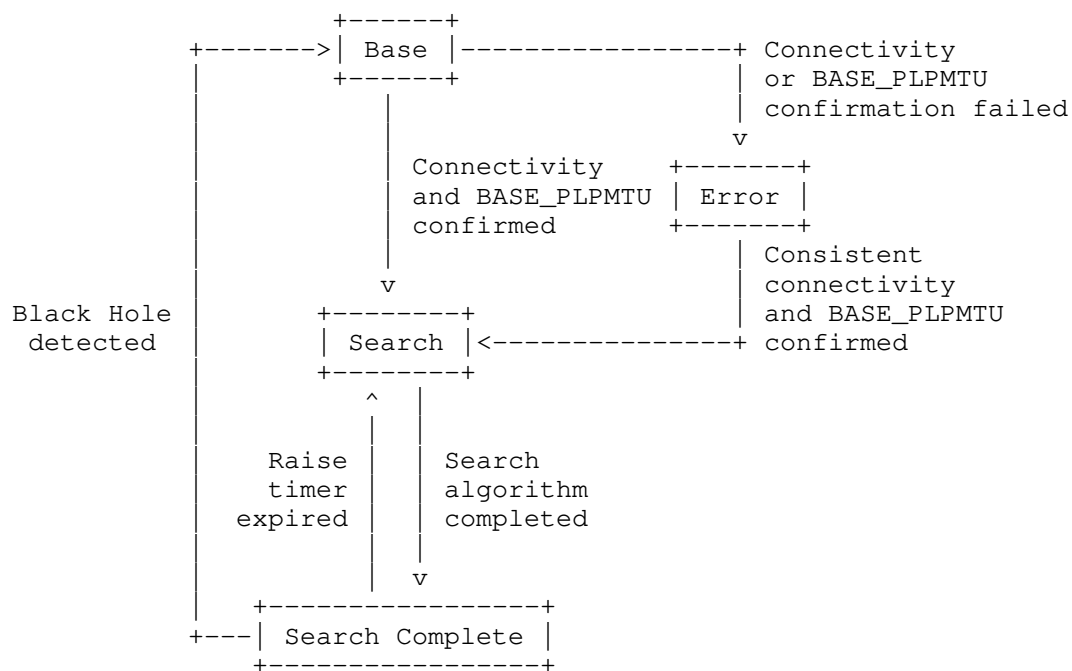 Base
Connectivity
or BASE_PLPMTU
confirmation failed
Connectivity
and BASE_PLPMTU
confirmed
Error
Consistent
connectivity
and BASE_PLPMTU
confirmed
Black Hole
detected
Search
Raise
timer
expired
Search
algorithm
completed
Search Complete